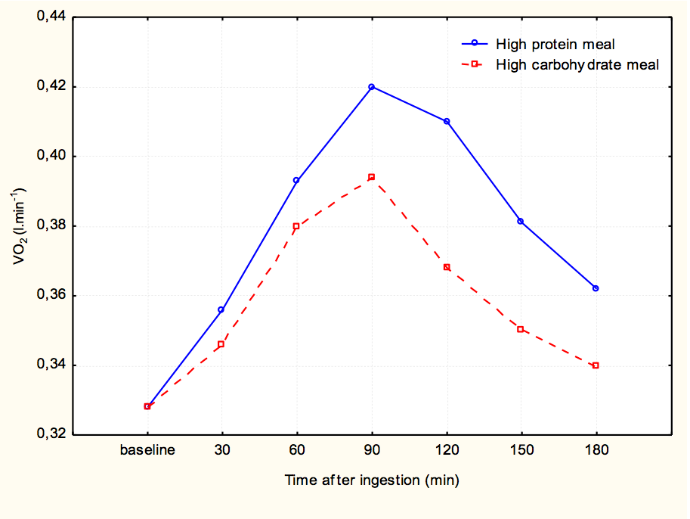 0,44
High protein meal
High carbohydrate meal
0,42
0,40
0,38
0,36
0,34
0,32
VO2 (l.min-1)
baseline 30 60 90 120 150 180
Time after ingestion (min)